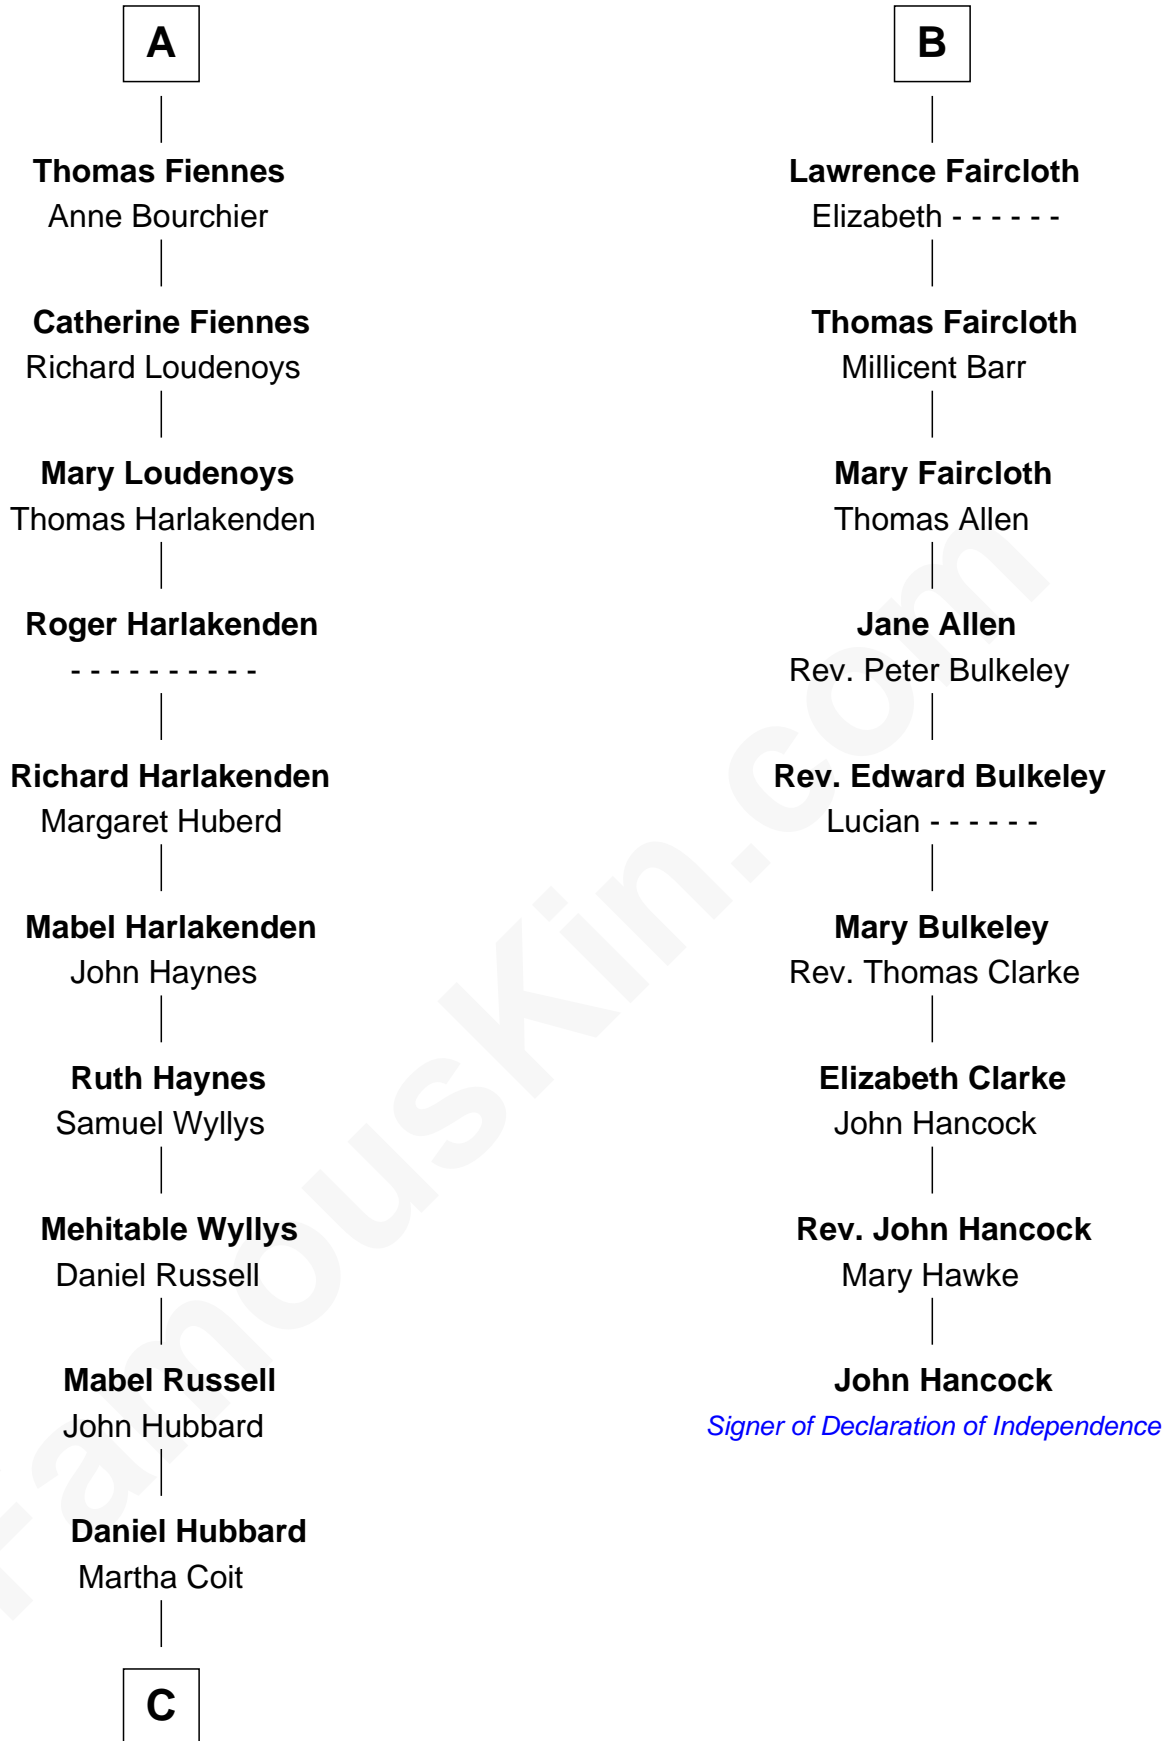 A
Thomas Fiennes
Anne Bourchier
Catherine Fiennes
Richard Loudenoys
Mary Loudenoys
Thomas Harlakenden
Roger Harlakenden
- - - - - - - - - -
Richard Harlakenden
Margaret Huberd
Mabel Harlakenden
John Haynes
Ruth Haynes
Samuel Wyllys
Mehitable Wyllys
Daniel Russell
Mabel Russell
John Hubbard
Daniel Hubbard
Martha Coit
C
B
Lawrence Faircloth
Elizabeth - - - - - -
Thomas Faircloth
Millicent Barr
Mary Faircloth
Thomas Allen
Jane Allen
Rev. Peter Bulkeley
Rev. Edward Bulkeley
Lucian - - - - - -
Mary Bulkeley
Rev. Thomas Clarke
Elizabeth Clarke
John Hancock
Rev. John Hancock
Mary Hawke
John Hancock
Signer of Declaration of Independence
FamousKin.com